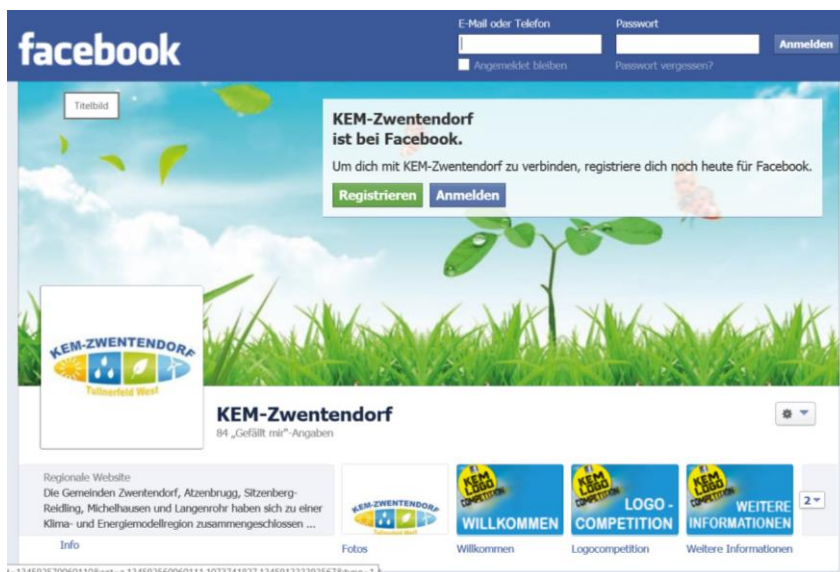 facebook
E-Mail oder Telefon
Passwort
Anmelden
Angemeldet bleiben
Passwort vergessen?
Titelbild
KEM-Zwentendorf
ist bei Facebook.
Um dich mit KEM-Zwentendorf zu verbinden, registriere dich noch heute für Facebook.
Registrieren
Anmelden
KEM-ZWENTENDORF
Tullnerfeld West
KEM-Zwentendorf
84 „Gefällt mir"-Angaben
Regionale Website
Die Gemeinden Zwentendorf, Atzenbrugg, Sitzenberg-
Reidling, Michelhausen und Langenrohr haben sich zu einer
Klima- und Energiemodellregion zusammengeschlossen ...
Info
KEM-ZWENTENDORF
Fotos
KEM
LOGO
COMPETITION
WILLKOMMEN
Willkommen
KEM
LOGO
COMPETITION
LOGO -
COMPETITION
Logocompetition
KEM
LOGO
COMPETITION
WEITERE
INFORMATIONEN
Weitere Informationen
2